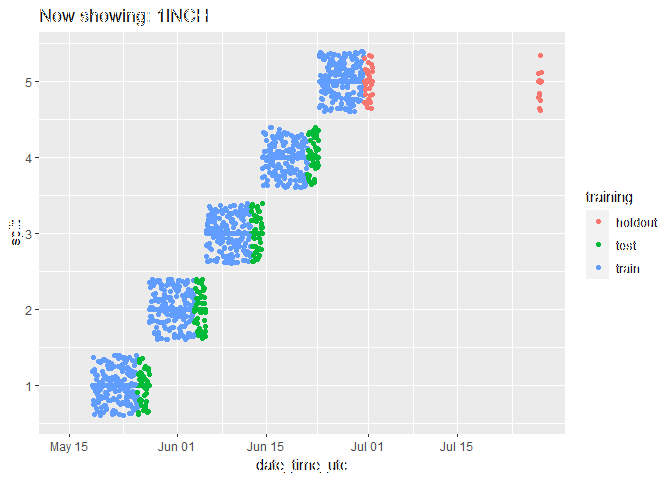 Now showing: 1INCH
5
4
3
2
1
split
May 15
Jun 01
Jun 15
Jul 01
Jul 15
date_time_utc
training
holdout
test
train